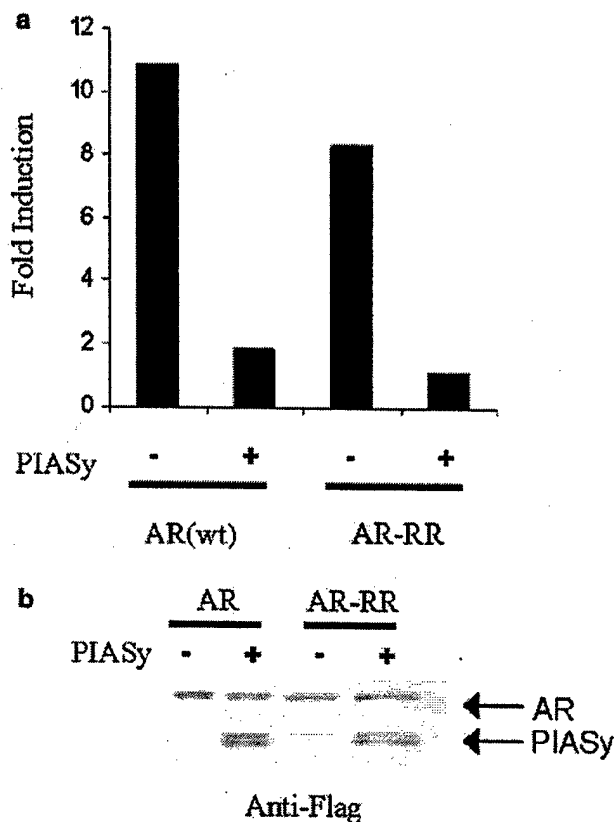 a
12
10
8
6
4
2
0
Fold Induction
PIASy - + - +
AR(wt) AR-RR
b
AR AR-RR
PIASy - + - +
AR
PIASy
Anti-Flag